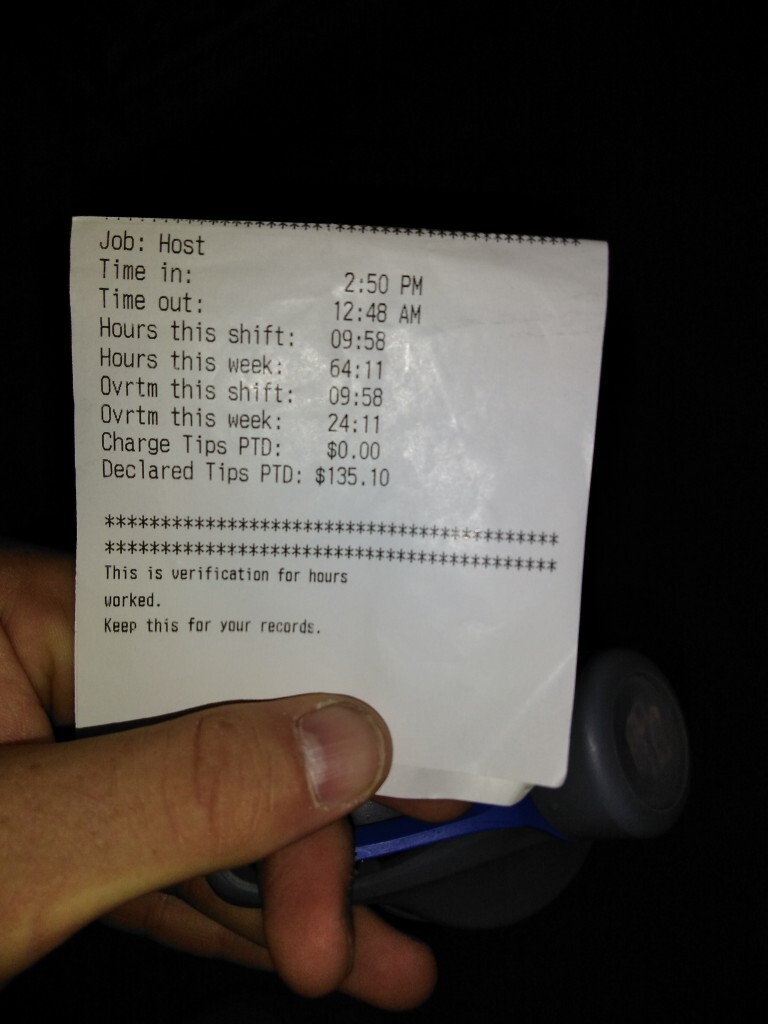 ****************************************
Job: Host
Time in: 2:50 PM
Time out: 12:48 AM
Hours this shift: 09:58
Hours this week: 64:11
Ovrtm this shift: 09:58
Ovrtm this week: 24:11
Charge Tips PTD: $0.00
Declared Tips PTD: $135.10
****************************************
****************************************
This is verification for hours
worked.
Keep this for your records.